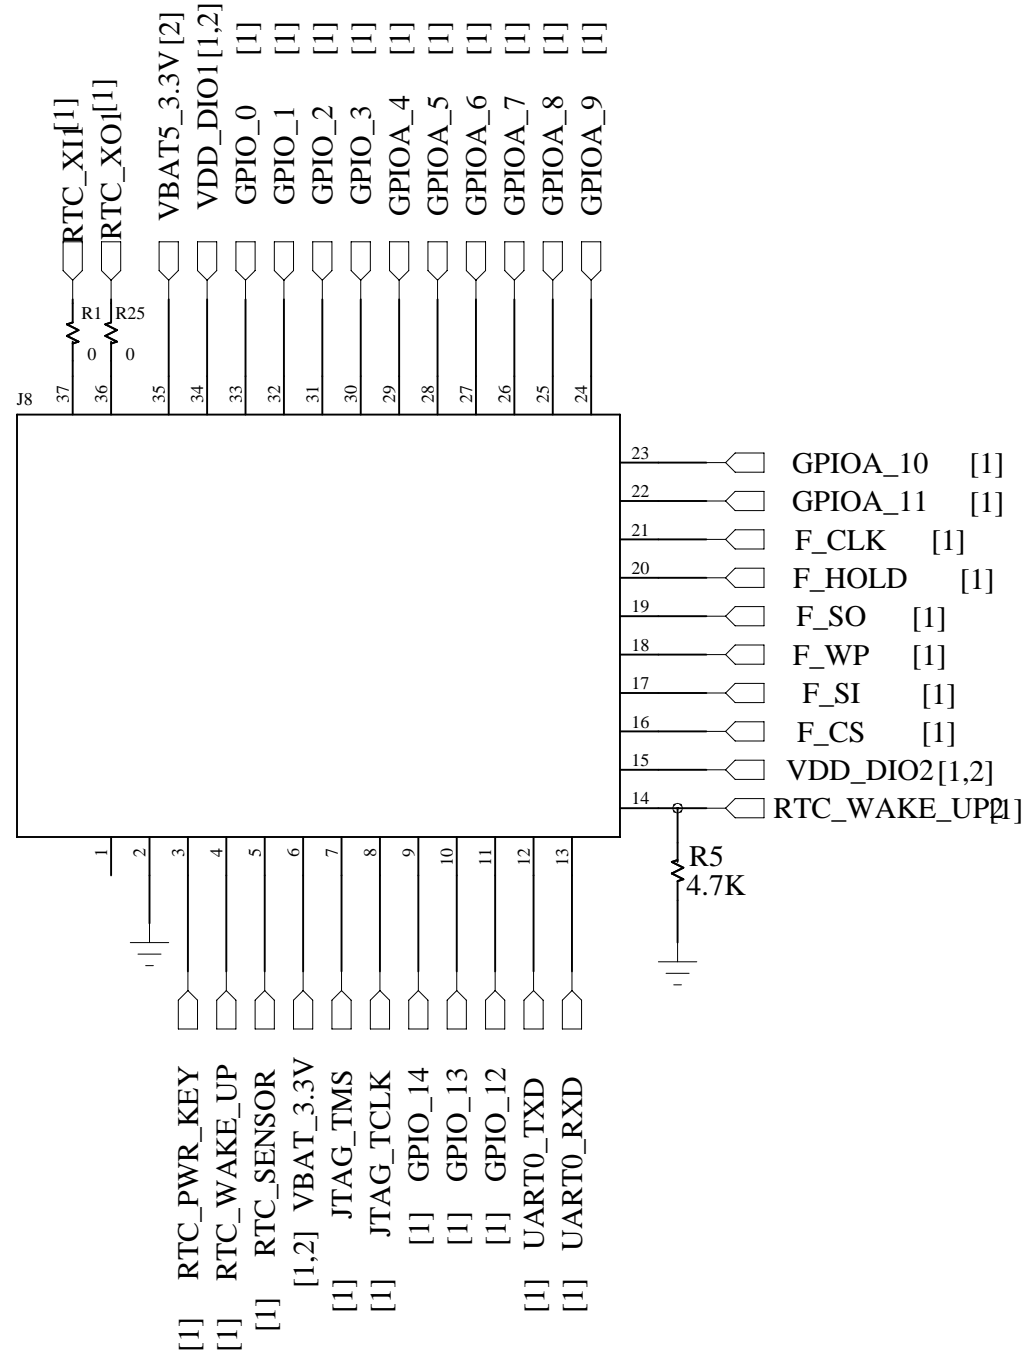 RTC_XI1 [1]
RTC_XO1 [1]
VBAT5_3.3V [2]
VDD_DIO1 [1,2]
GPIO_0 [1]
GPIO_1 [1]
GPIO_2 [1]
GPIO_3 [1]
GPIOA_4 [1]
GPIOA_5 [1]
GPIOA_6 [1]
GPIOA_7 [1]
GPIOA_8 [1]
GPIOA_9 [1]
R1
0
R25
0
J8
37
36
35
34
33
32
31
30
29
28
27
26
25
24
23 GPIOA_10 [1]
22 GPIOA_11 [1]
21 F_CLK [1]
20 F_HOLD [1]
19 F_SO [1]
18 F_WP [1]
17 F_SI [1]
16 F_CS [1]
15 VDD_DIO2 [1,2]
14 RTC_WAKE_UP2 [1]
R5
4.7K
1
2
3
4
5
6
7
8
9
10
11
12
13
[1] RTC_PWR_KEY
[1] RTC_WAKE_UP
[1] RTC_SENSOR
[1,2] VBAT_3.3V
[1] JTAG_TMS
[1] JTAG_TCLK
[1] GPIO_14
[1] GPIO_13
[1] GPIO_12
[1] UART0_TXD
[1] UART0_RXD